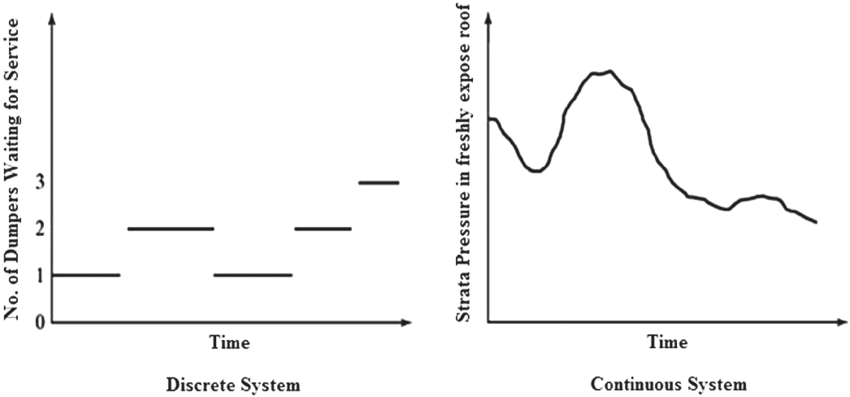 No. of Dumpers Waiting for Service
3
2
1
0
Time
Discrete System
Strata Pressure in freshly expose roof
Time
Continuous System